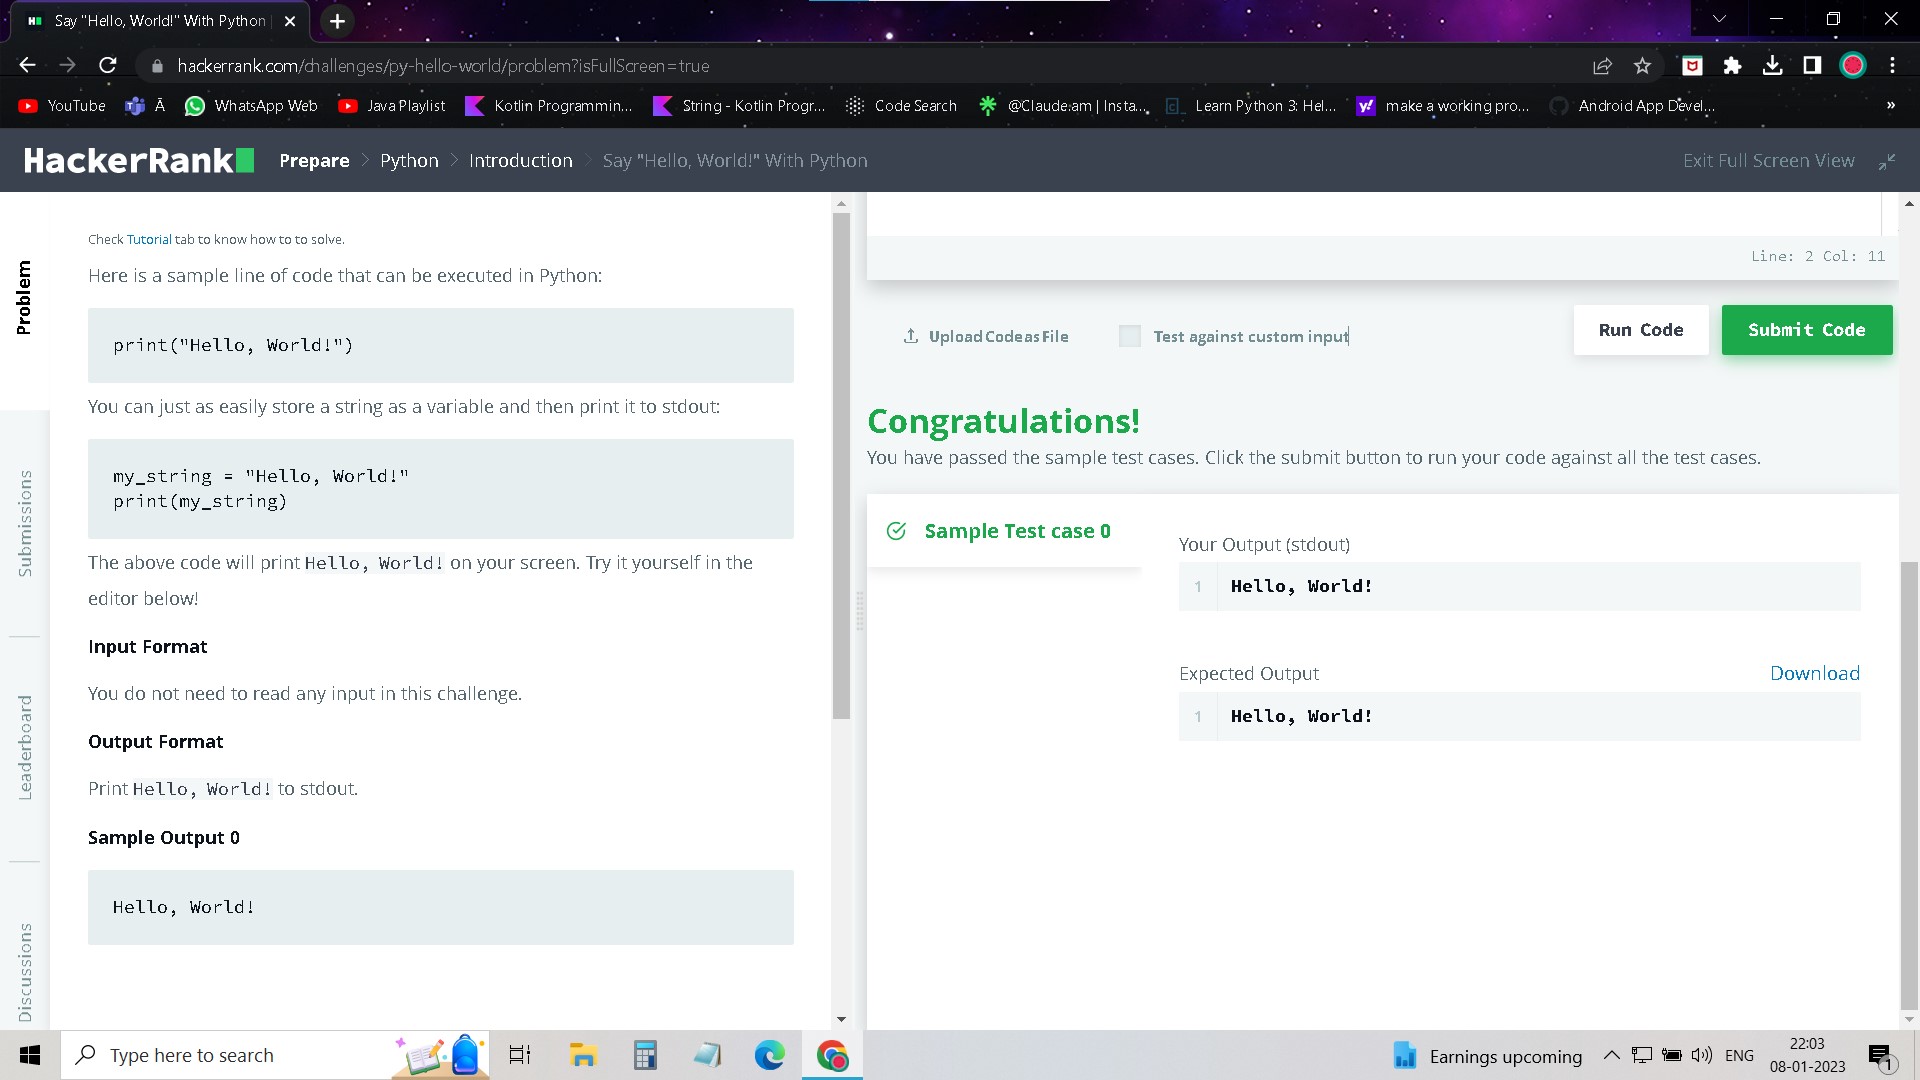 Say "Hello, World!" With Python
hackerrank.com/challenges/py-hello-world/problem?isFullScreen=true
YouTube
Ā
WhatsApp Web
Java Playlist
Kotlin Programmin...
String - Kotlin Progr...
Code Search
@Claude.am | Insta...
Learn Python 3: Hel...
make a working pro...
Android App Devel...
»
HackerRank
Prepare > Python > Introduction > Say "Hello, World!" With Python
Exit Full Screen View
Problem
Submissions
Leaderboard
Discussions
Check Tutorial tab to know how to to solve.
Here is a sample line of code that can be executed in Python:
print("Hello, World!")
You can just as easily store a string as a variable and then print it to stdout:
my_string = "Hello, World!"
print(my_string)
The above code will print Hello, World! on your screen. Try it yourself in the
editor below!
Input Format
You do not need to read any input in this challenge.
Output Format
Print Hello, World! to stdout.
Sample Output 0
Hello, World!
Line: 2 Col: 11
Upload Code as File
Test against custom input
Run Code
Submit Code
Congratulations!
You have passed the sample test cases. Click the submit button to run your code against all the test cases.
Sample Test case 0
Your Output (stdout)
1 Hello, World!
Expected Output
Download
1 Hello, World!
Type here to search
Earnings upcoming
ENG
22:03
08-01-2023
1